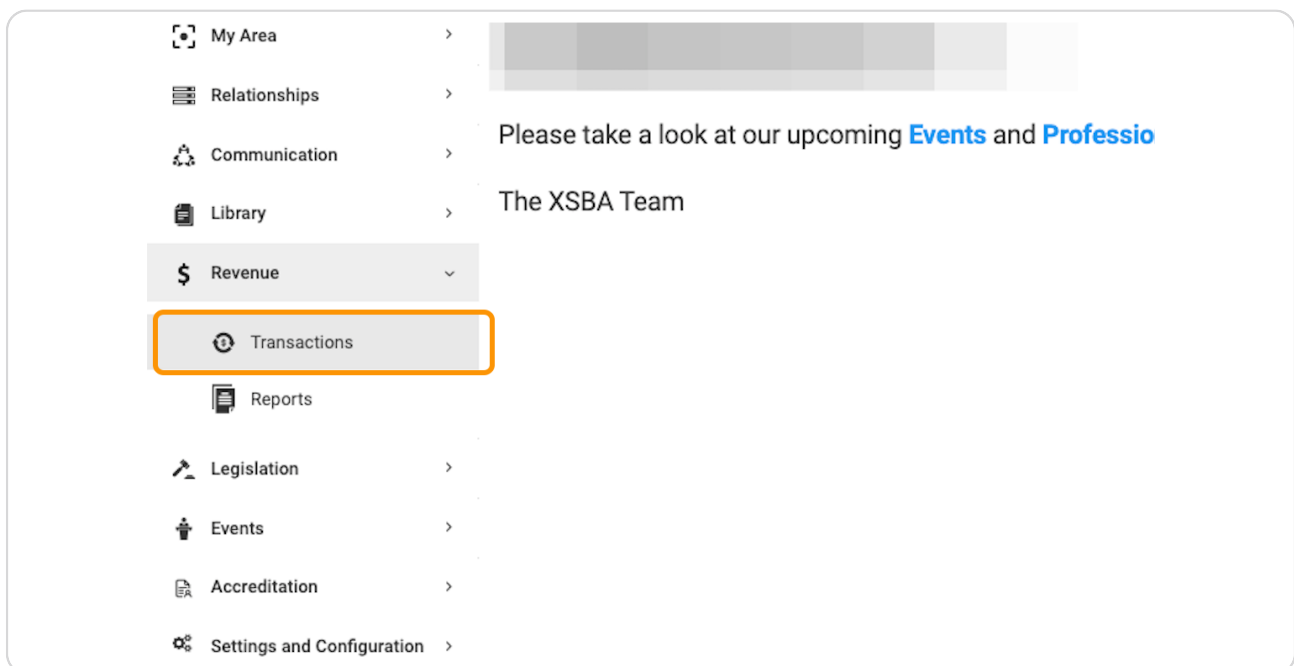 My Area
Relationships
Communication
Library
Revenue
Transactions
Reports
Legislation
Events
Accreditation
Settings and Configuration
Please take a look at our upcoming Events and Professio
The XSBA Team